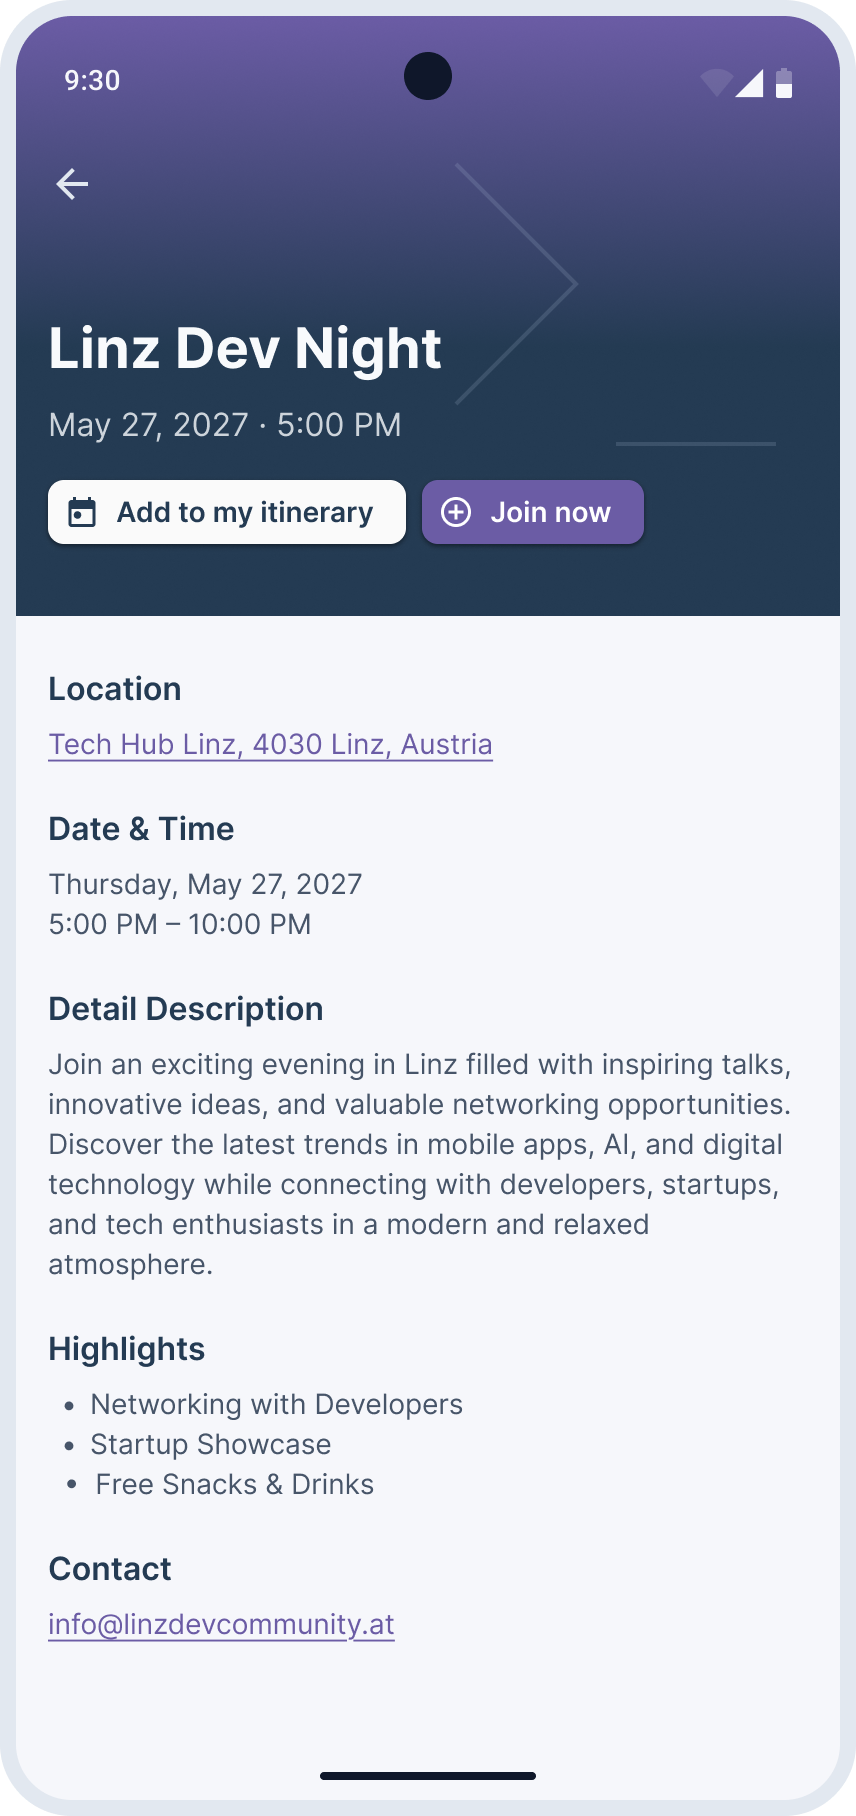 9:30
Linz Dev Night
May 27, 2027 · 5:00 PM
Add to my itinerary
Join now
Location
Tech Hub Linz, 4030 Linz, Austria
Date & Time
Thursday, May 27, 2027
5:00 PM – 10:00 PM
Detail Description
Join an exciting evening in Linz filled with inspiring talks,
innovative ideas, and valuable networking opportunities.
Discover the latest trends in mobile apps, AI, and digital
technology while connecting with developers, startups,
and tech enthusiasts in a modern and relaxed
atmosphere.
Highlights
• Networking with Developers
• Startup Showcase
• Free Snacks & Drinks
Contact
info@linzdevcommunity.at